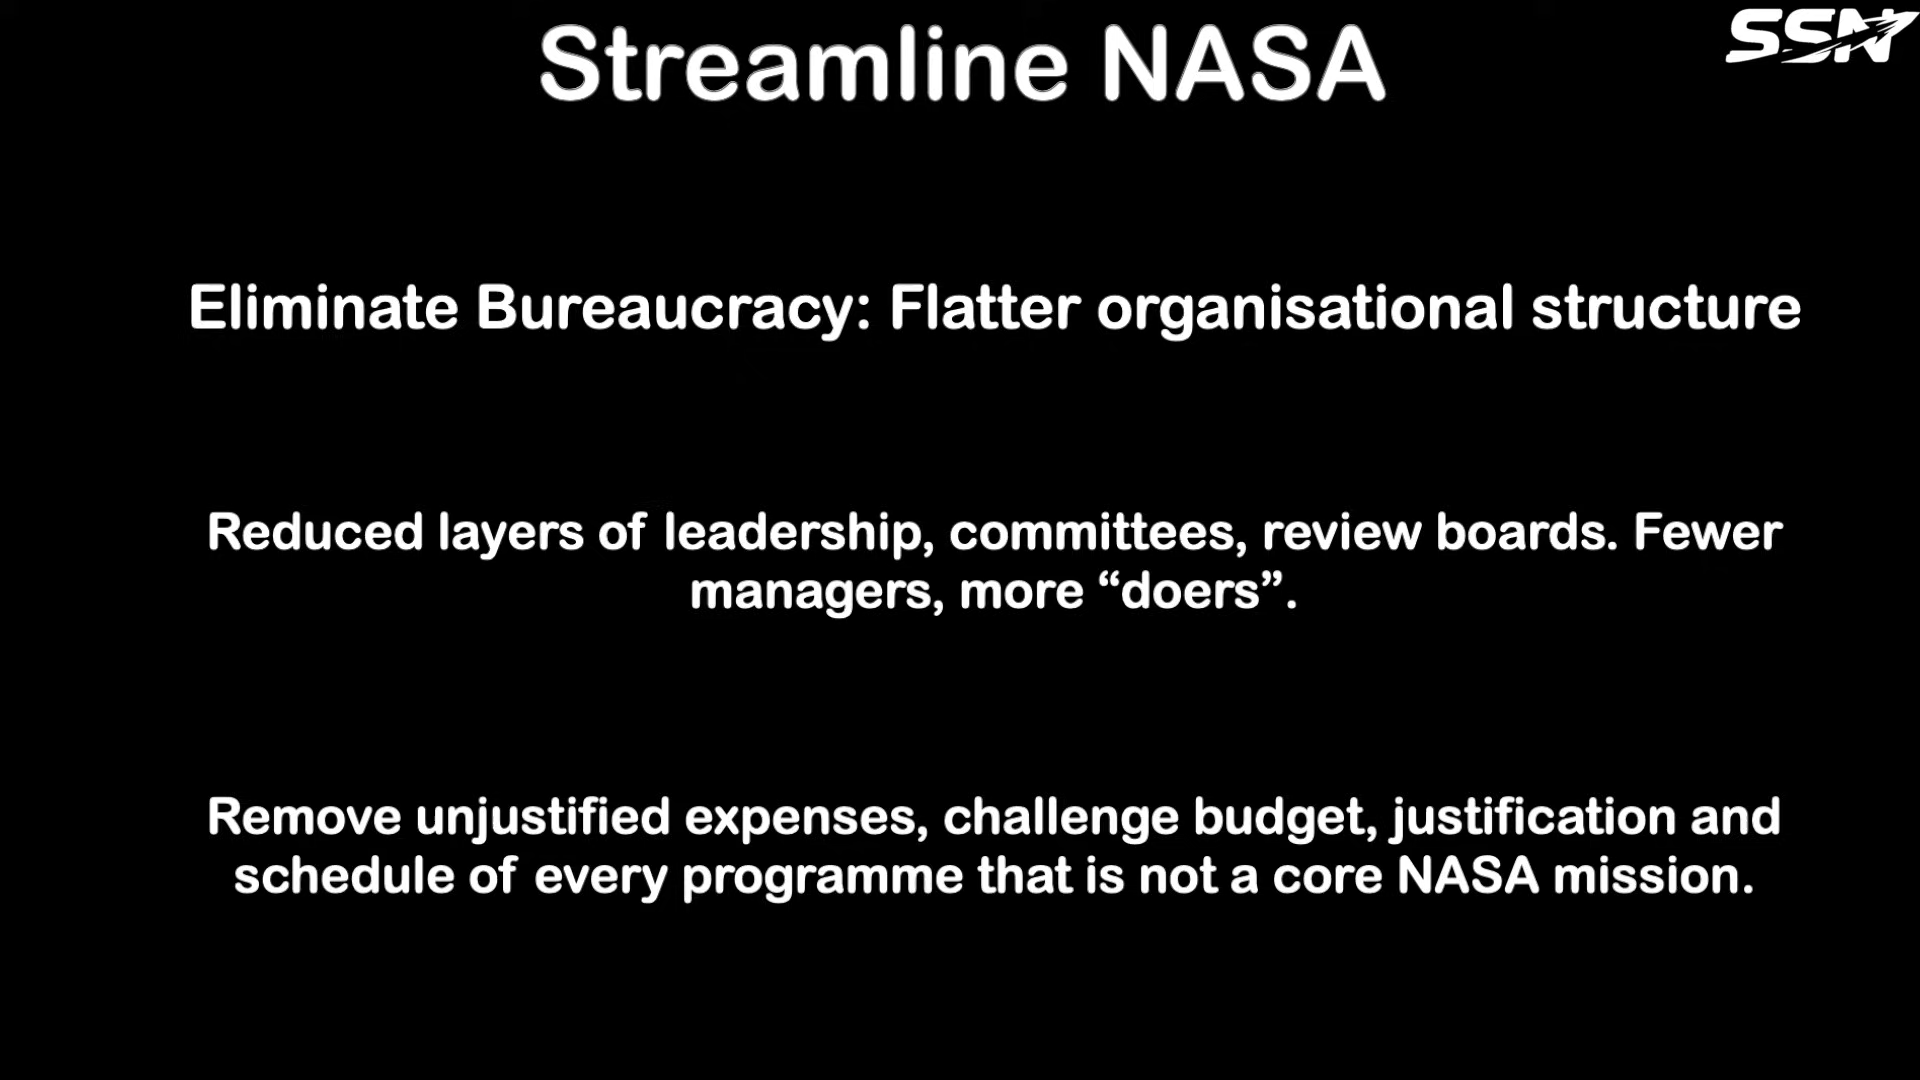 Streamline NASA
SSN
Eliminate Bureaucracy: Flatter organisational structure
Reduced layers of leadership, committees, review boards. Fewer
managers, more “doers”.
Remove unjustified expenses, challenge budget, justification and
schedule of every programme that is not a core NASA mission.